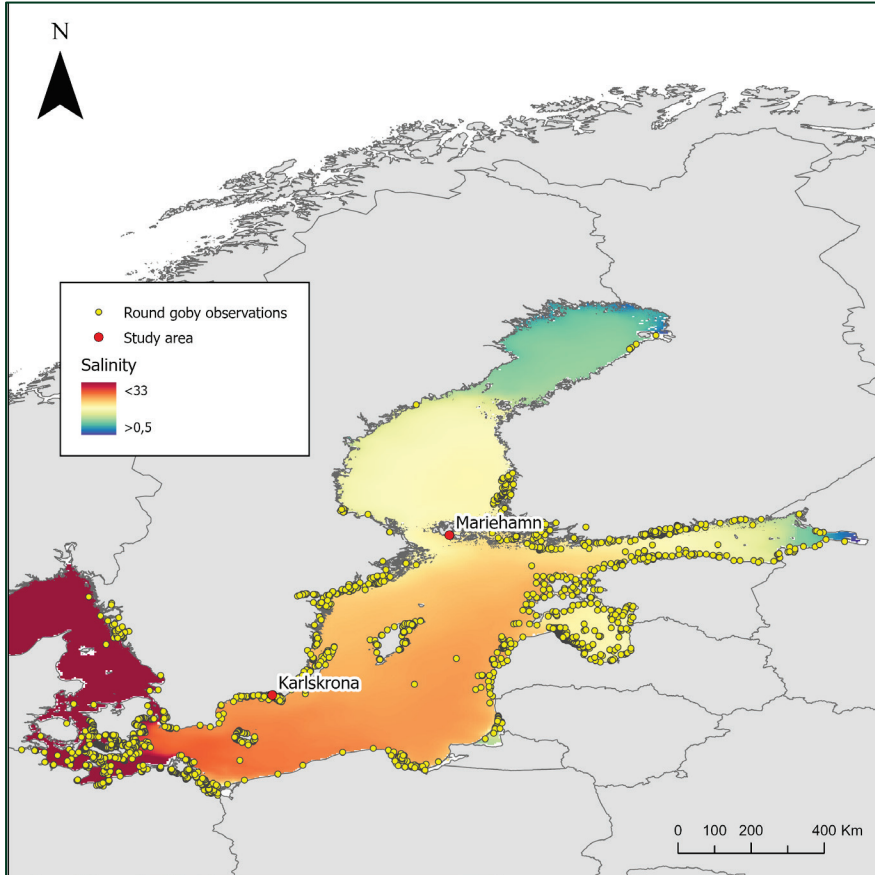 N
Round goby observations
Study area
Salinity
<33
>0,5
Mariehamn
Karlskrona
0 100 200 400 Km